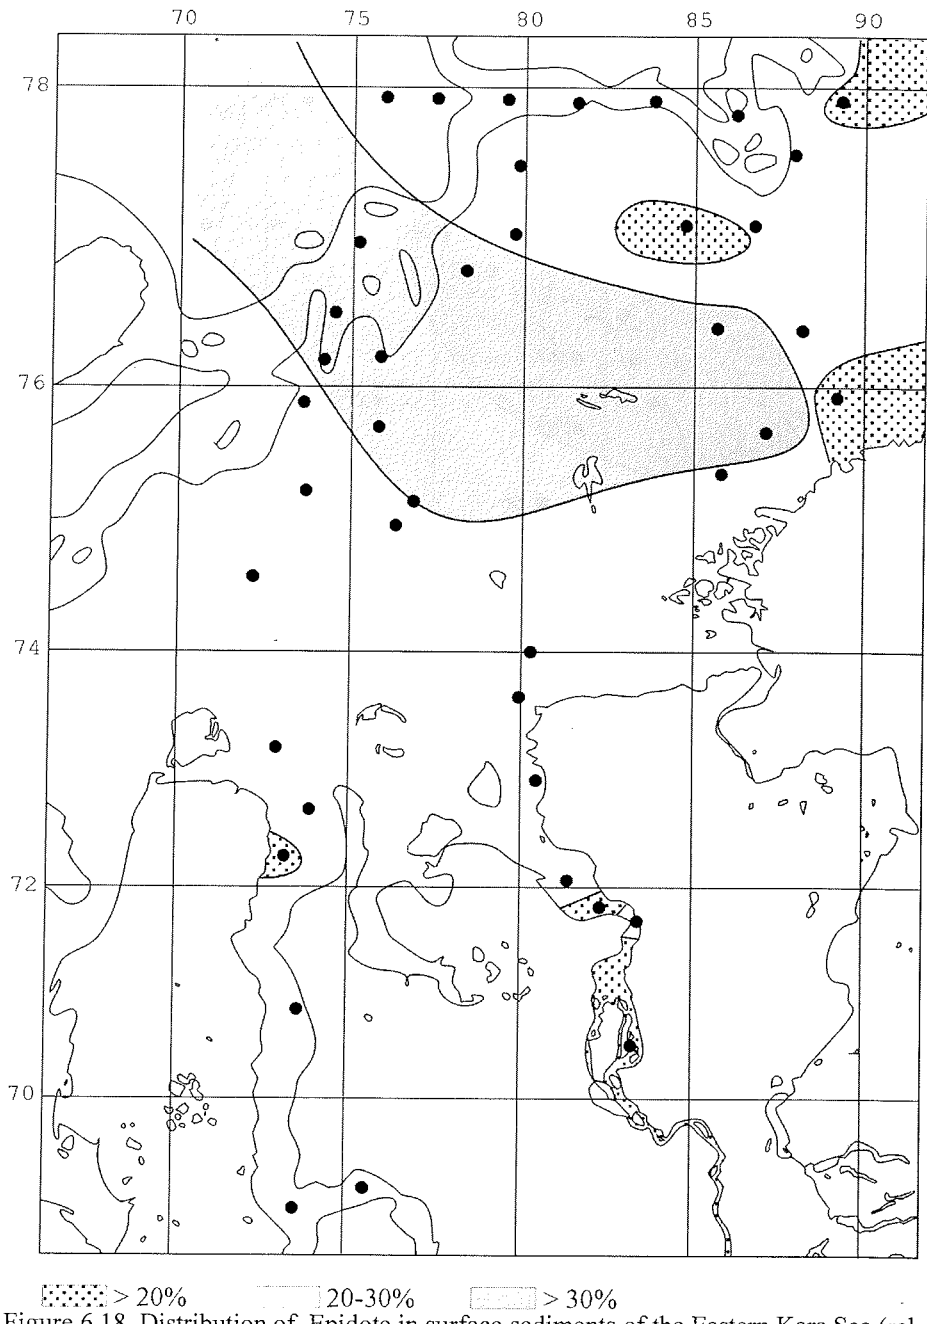 70 75 80 85 90
78
76
74
72
70
> 20% 20-30% > 30%
Figure 6.18. Distribution of Epidote in surface sediments of the Eastern Kara Sea